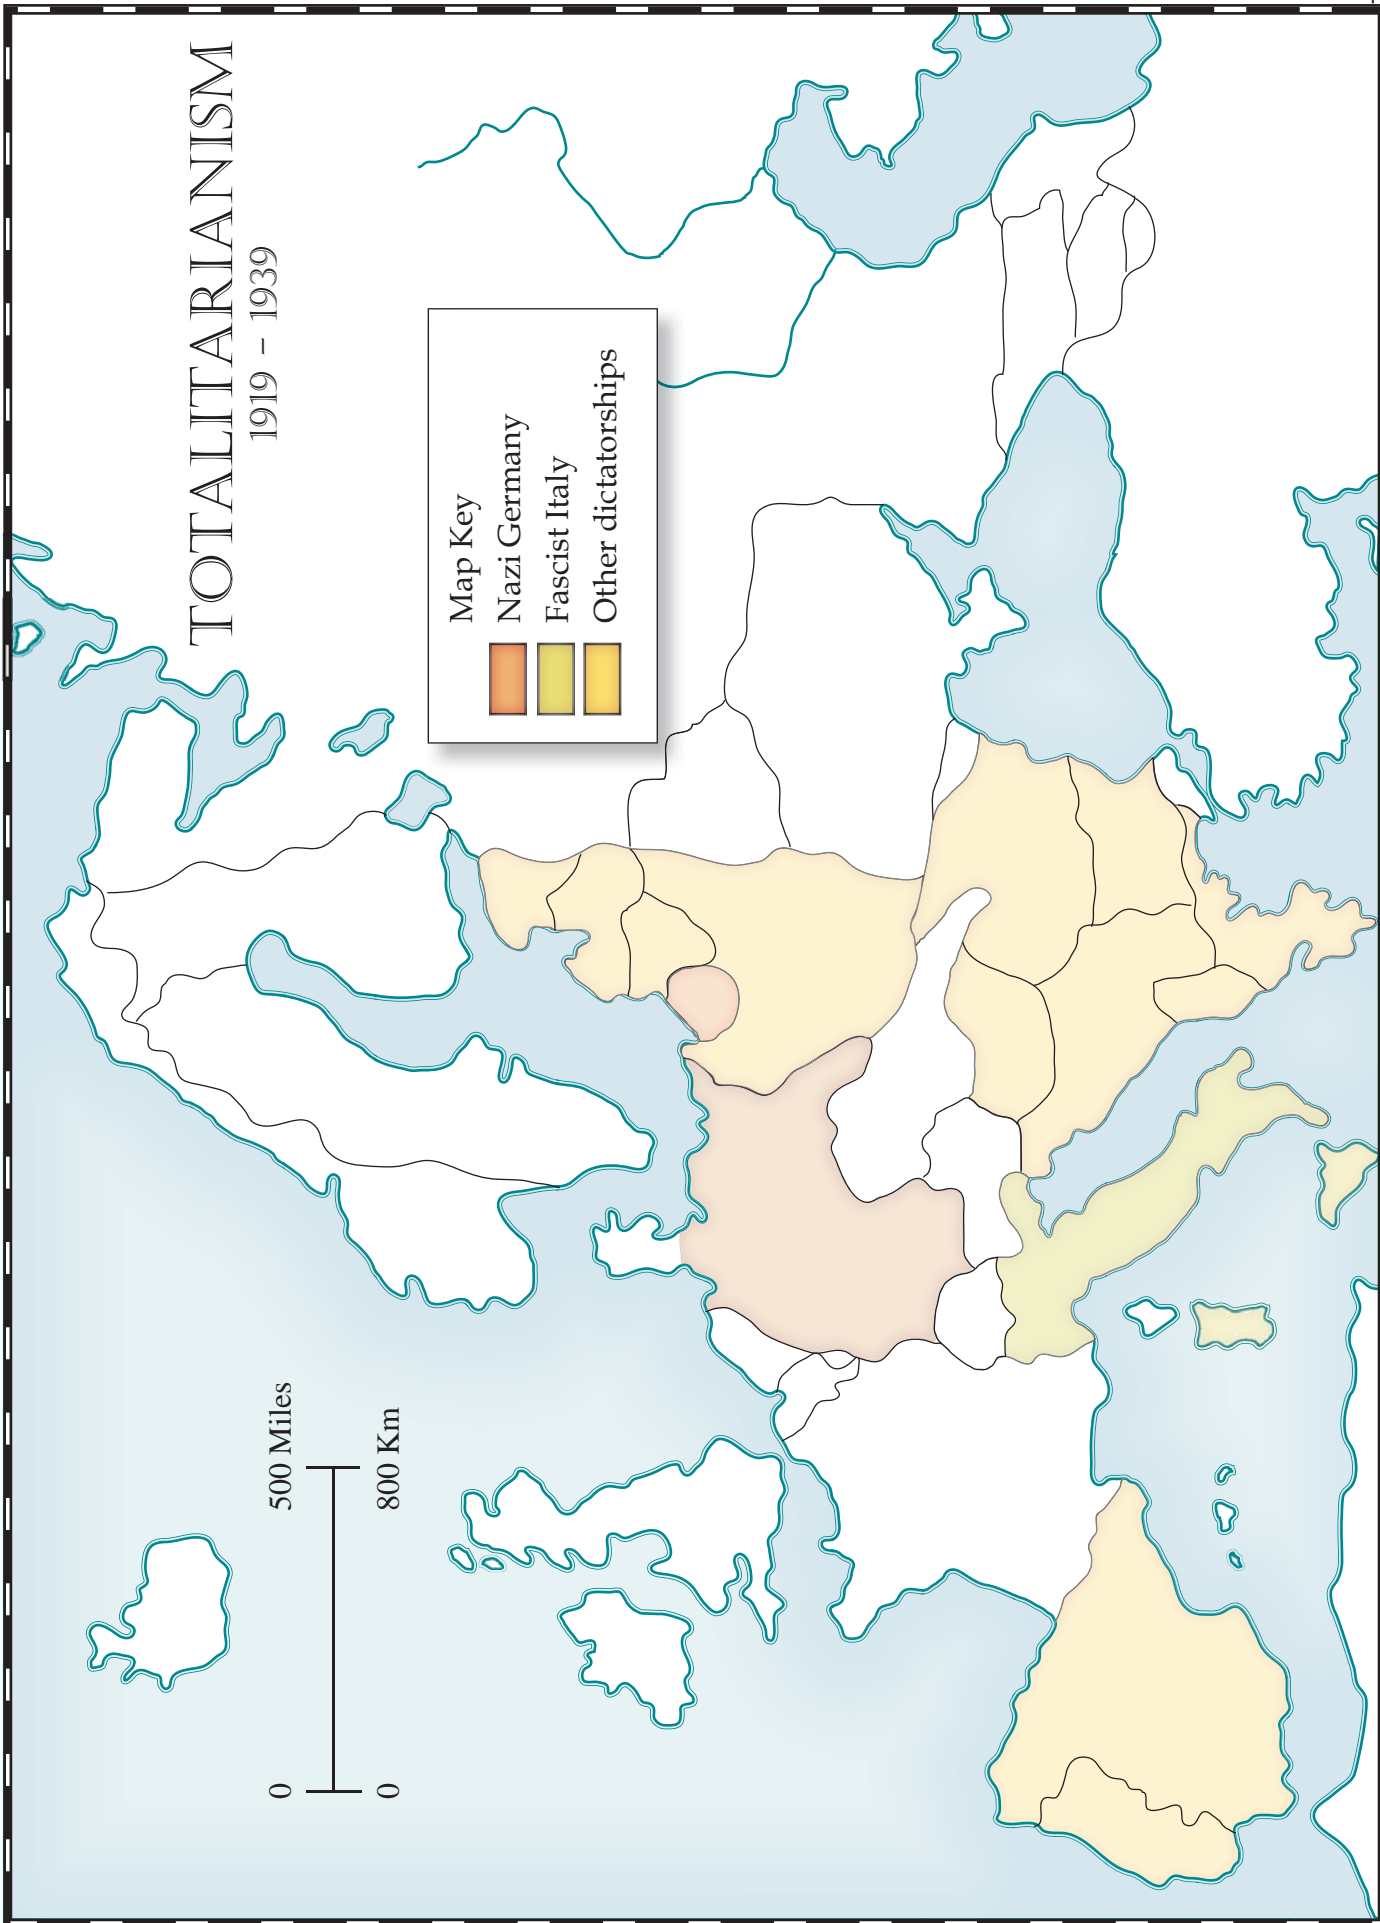 TOTALITARIANISM
1919 – 1939
Map Key
Nazi Germany
Fascist Italy
Other dictatorships
0 500 Miles
0 800 Km